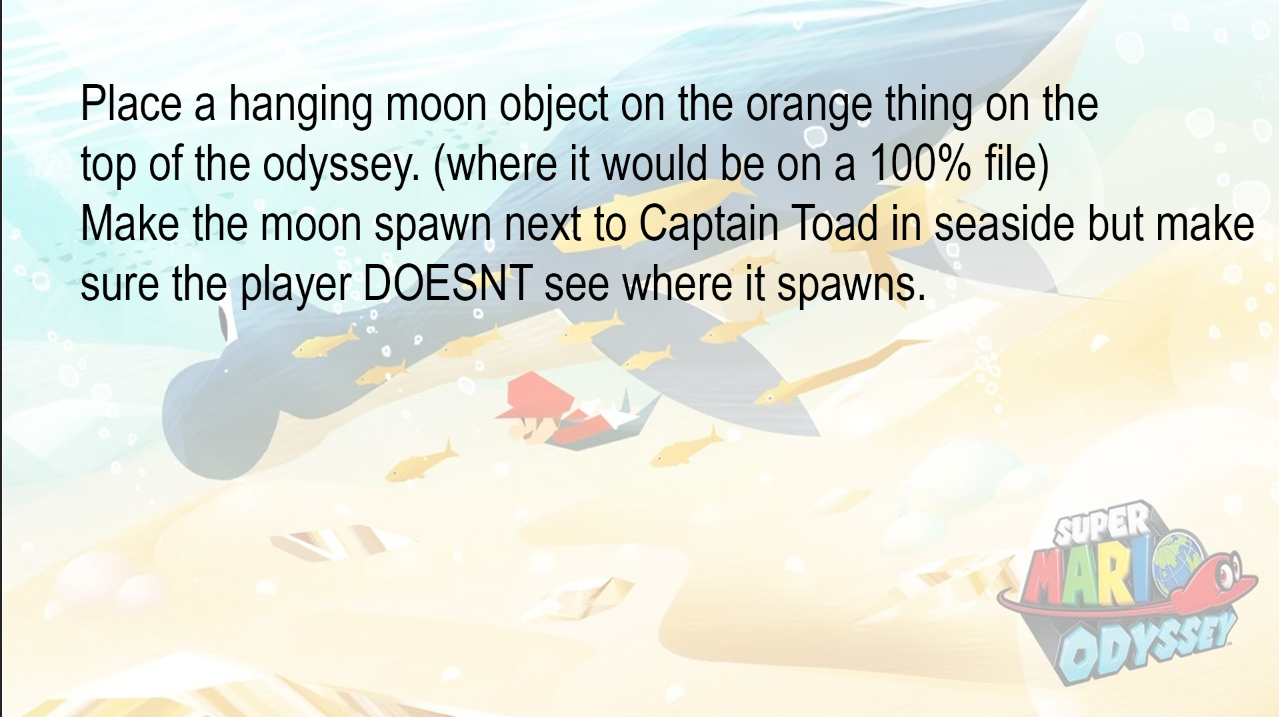 Place a hanging moon object on the orange thing on the
top of the odyssey. (where it would be on a 100% file)
Make the moon spawn next to Captain Toad in seaside but make
sure the player DOESNT see where it spawns.
SUPER
MARIO
ODYSSEY